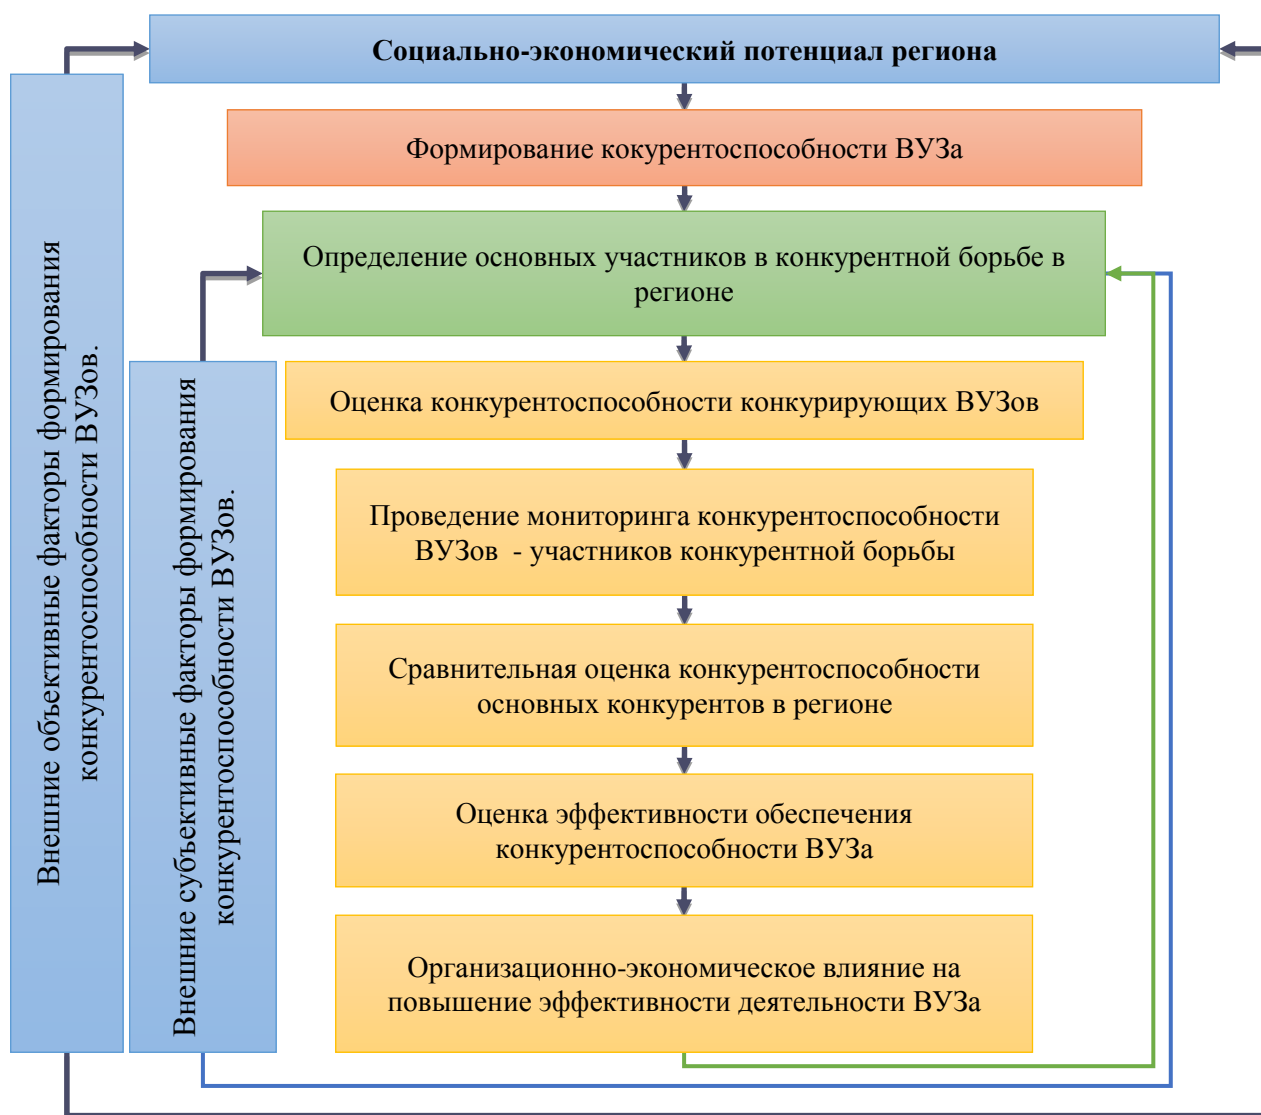 Социально-экономический потенциал региона
Формирование кокурентоспособности ВУЗа
Определение основных участников в конкурентной борьбе в
регионе
Оценка конкурентоспособности конкурирующих ВУЗов
Проведение мониторинга конкурентоспособности
ВУЗов - участников конкурентной борьбы
Сравнительная оценка конкурентоспособности
основных конкурентов в регионе
Оценка эффективности обеспечения
конкурентоспособности ВУЗа
Организационно-экономическое влияние на
повышение эффективности деятельности ВУЗа
Внешние объективные факторы формирования
конкурентоспособности ВУЗов.
Внешние субъективные факторы формирования
конкурентоспособности ВУЗов.